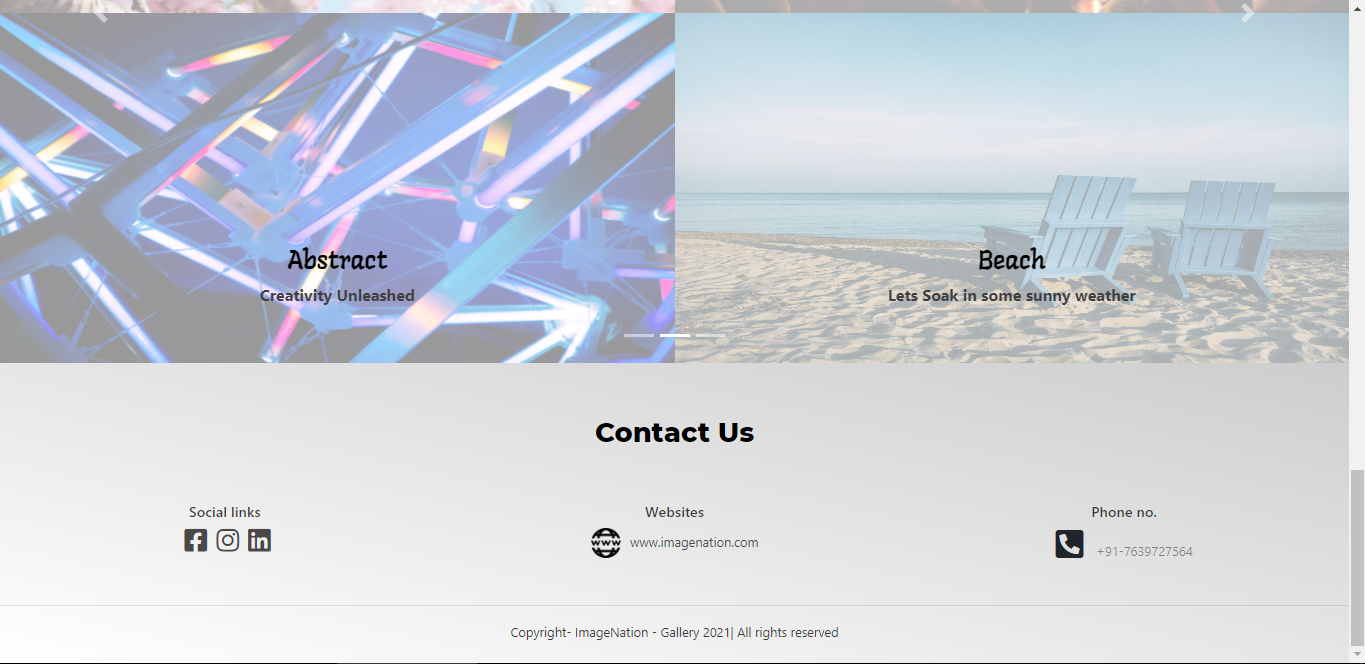 Abstract
Creativity Unleashed
Beach
Lets Soak in some sunny weather
Contact Us
Social links
Websites
www.imagenation.com
Phone no.
+91-7639727564
Copyright- ImageNation - Gallery 2021| All rights reserved